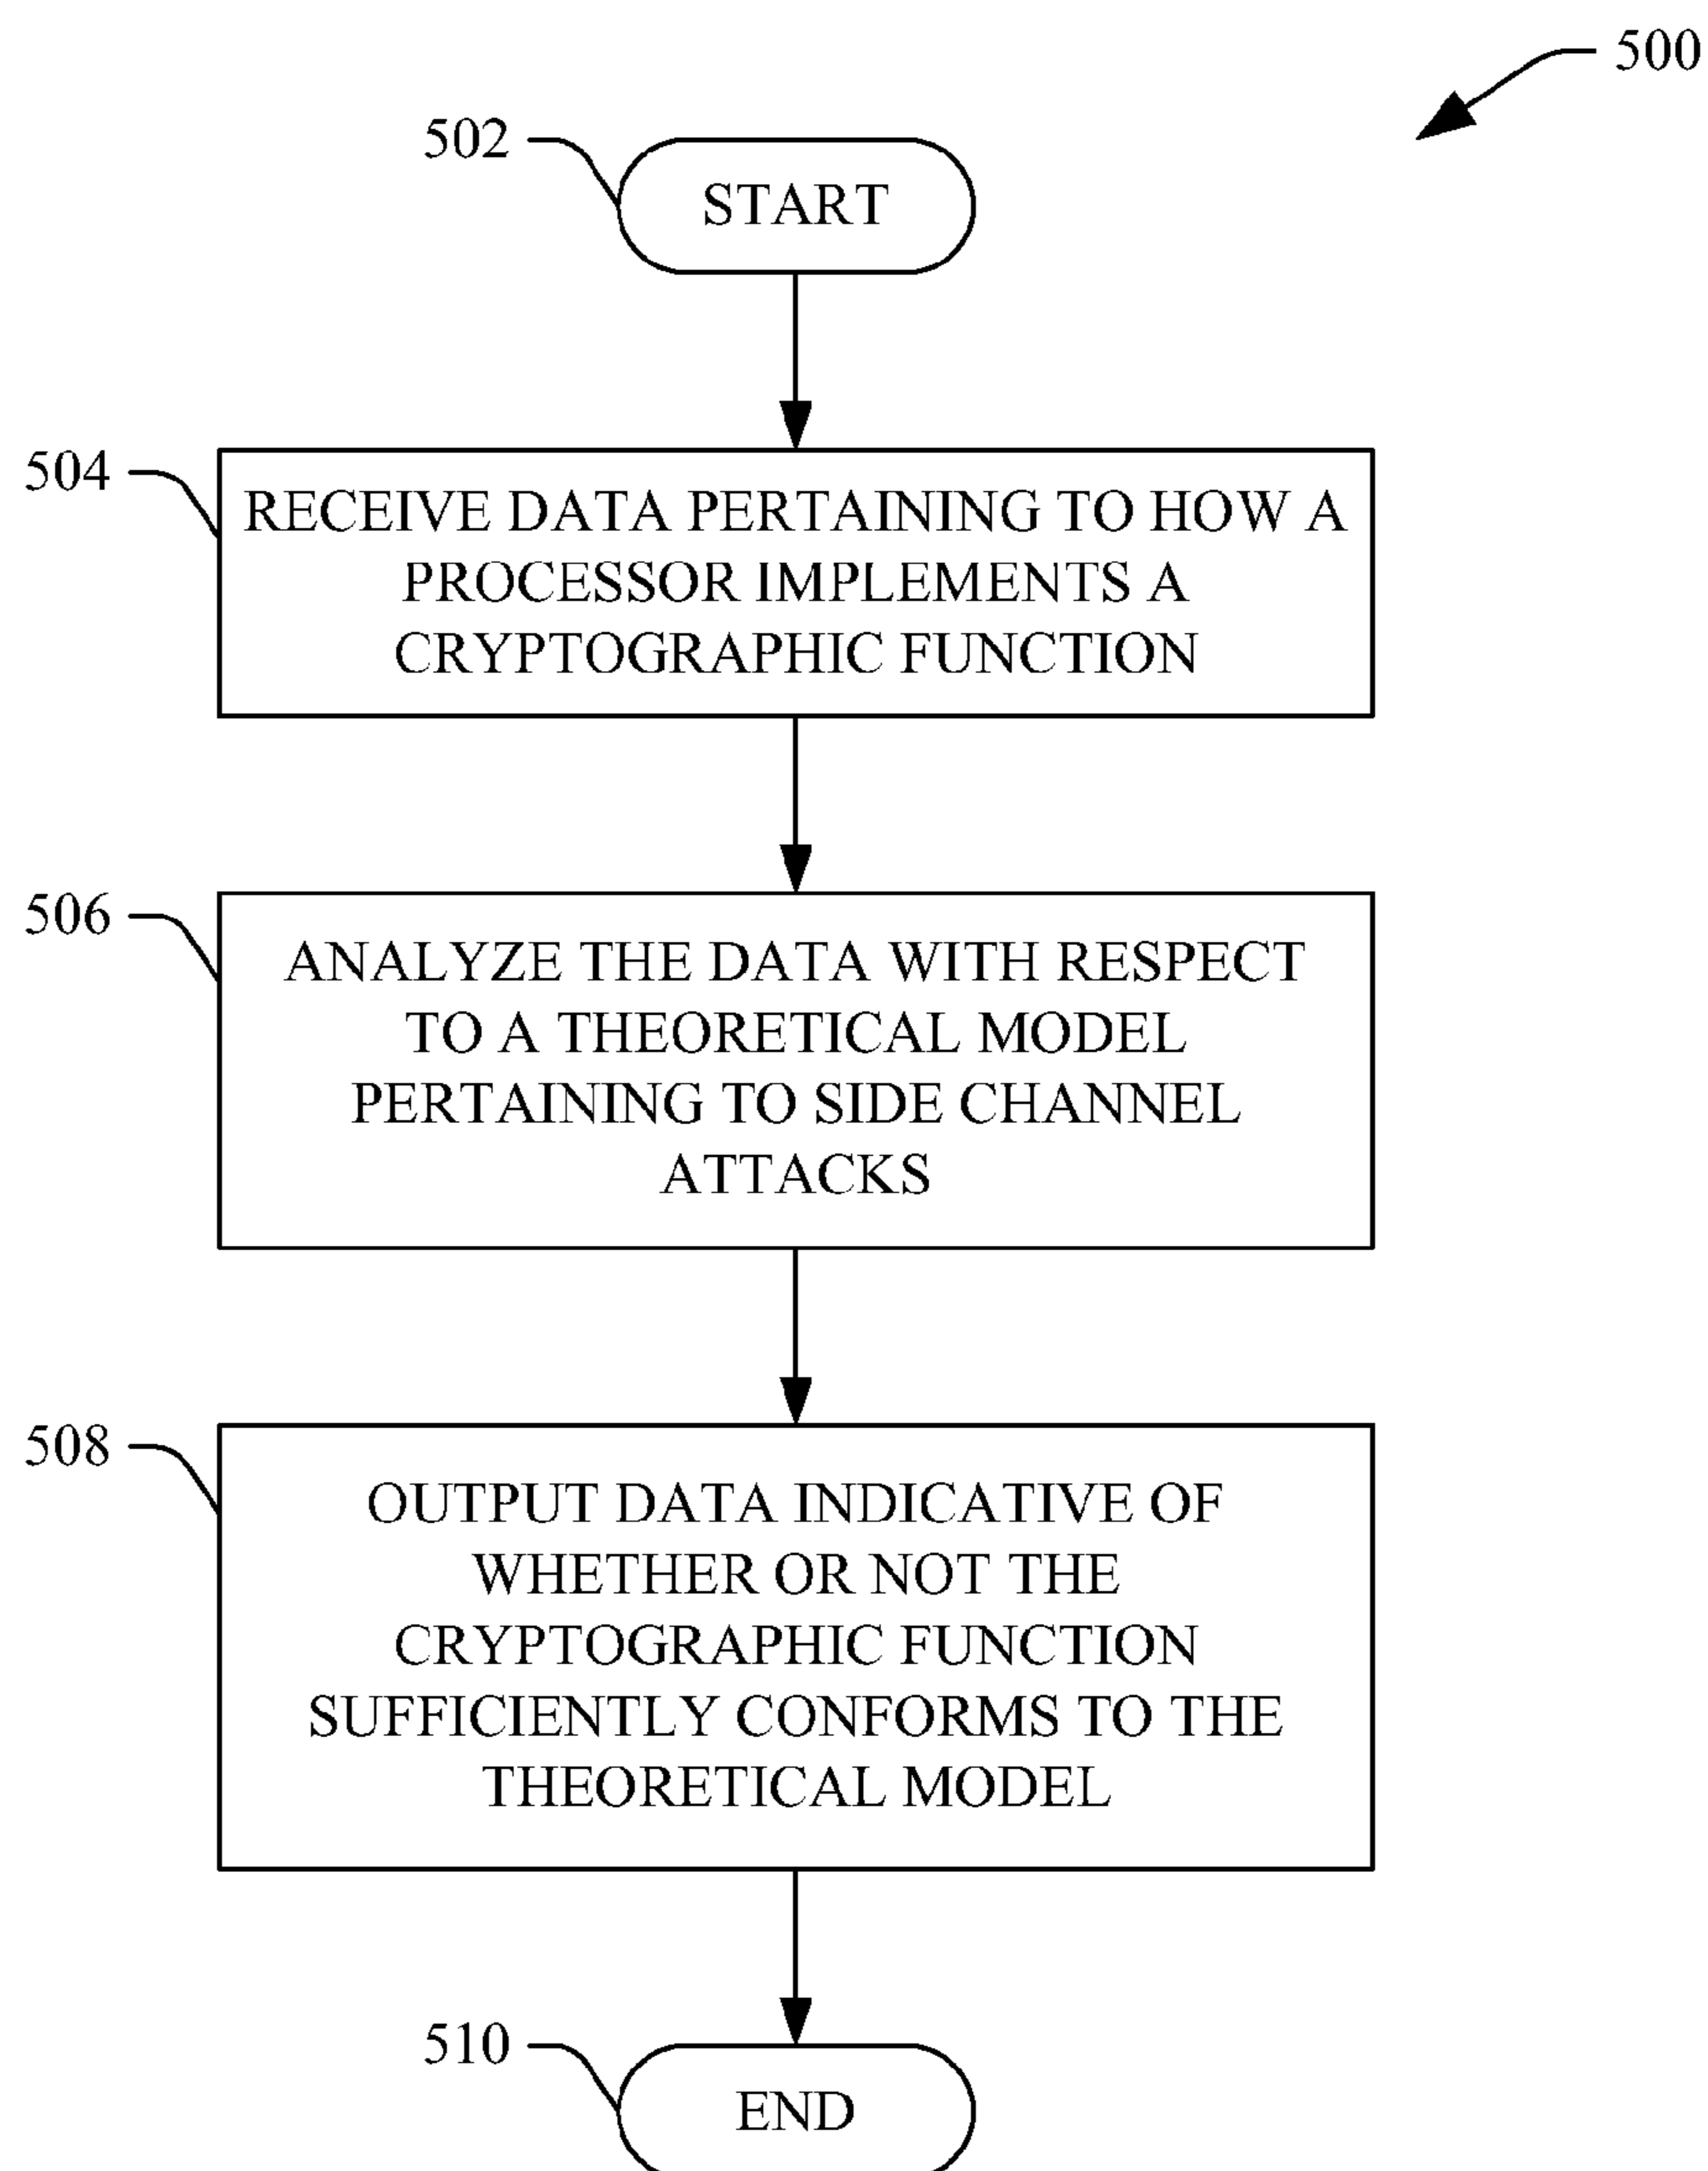 500
502
START
504
RECEIVE DATA PERTAINING TO HOW A
PROCESSOR IMPLEMENTS A
CRYPTOGRAPHIC FUNCTION
506
ANALYZE THE DATA WITH RESPECT
TO A THEORETICAL MODEL
PERTAINING TO SIDE CHANNEL
ATTACKS
508
OUTPUT DATA INDICATIVE OF
WHETHER OR NOT THE
CRYPTOGRAPHIC FUNCTION
SUFFICIENTLY CONFORMS TO THE
THEORETICAL MODEL
510
END